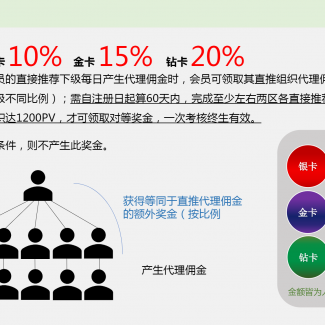 卡 10% 金卡 15% 钻卡 20%
员的直接推荐下级每日产生代理佣金时，会员可领取其直推组织代理佣
级不同比例）；需自注册日起算60天内，完成至少左右两区各直接推荐
积达1200PV，才可领取对等奖金，一次考核终生有效。
条件，则不产生此奖金。
获得等同于直推代理佣金
的额外奖金（按比例
产生代理佣金
银卡
金卡
钻卡
金额皆为人